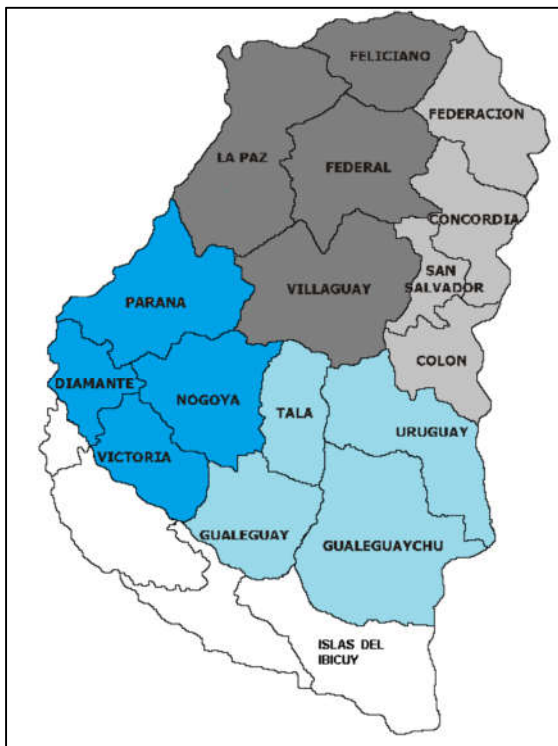 FELICIANO
FEDERACION
LA PAZ
FEDERAL
CONCORDIA
SAN
SALVADOR
VILLAGUAY
PARANA
COLON
DIAMANTE
NOGOYA
TALA
URUGUAY
VICTORIA
GUALEGUAY
GUALEGUAYCHU
ISLAS DEL
IBICUY